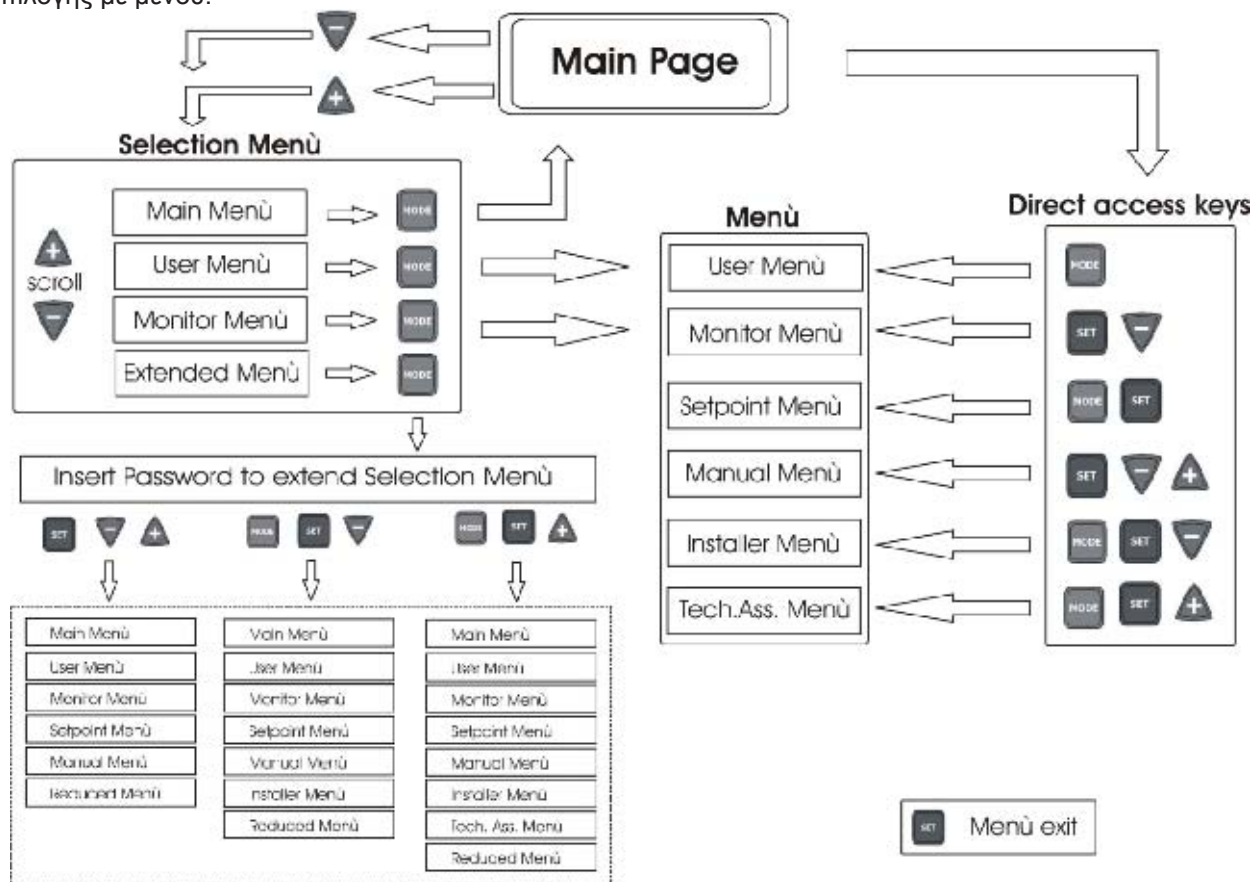 πιλογής με μενού.
Main Page
Selection Menù
Main Menù
MODE
User Menù
MODE
Monitor Menù
MODE
Extended Menù
MODE
scroll
Insert Password to extend Selection Menù
SET
MODE
SET
MODE
SET
Main Menù
User Menù
Monitor Menù
Setpoint Menù
Manual Menù
Reduced Menù
Main Menù
User Menù
Monitor Menù
Setpoint Menù
Manual Menù
Installer Menù
Reduced Menù
Main Menù
User Menù
Monitor Menù
Setpoint Menù
Manual Menù
Installer Menù
Tech. Ass. Menù
Reduced Menù
Menù
User Menù
Monitor Menù
Setpoint Menù
Manual Menù
Installer Menù
Tech.Ass. Menù
Direct access keys
MODE
SET
MODE SET
SET
MODE SET
MODE SET
SET Menù exit